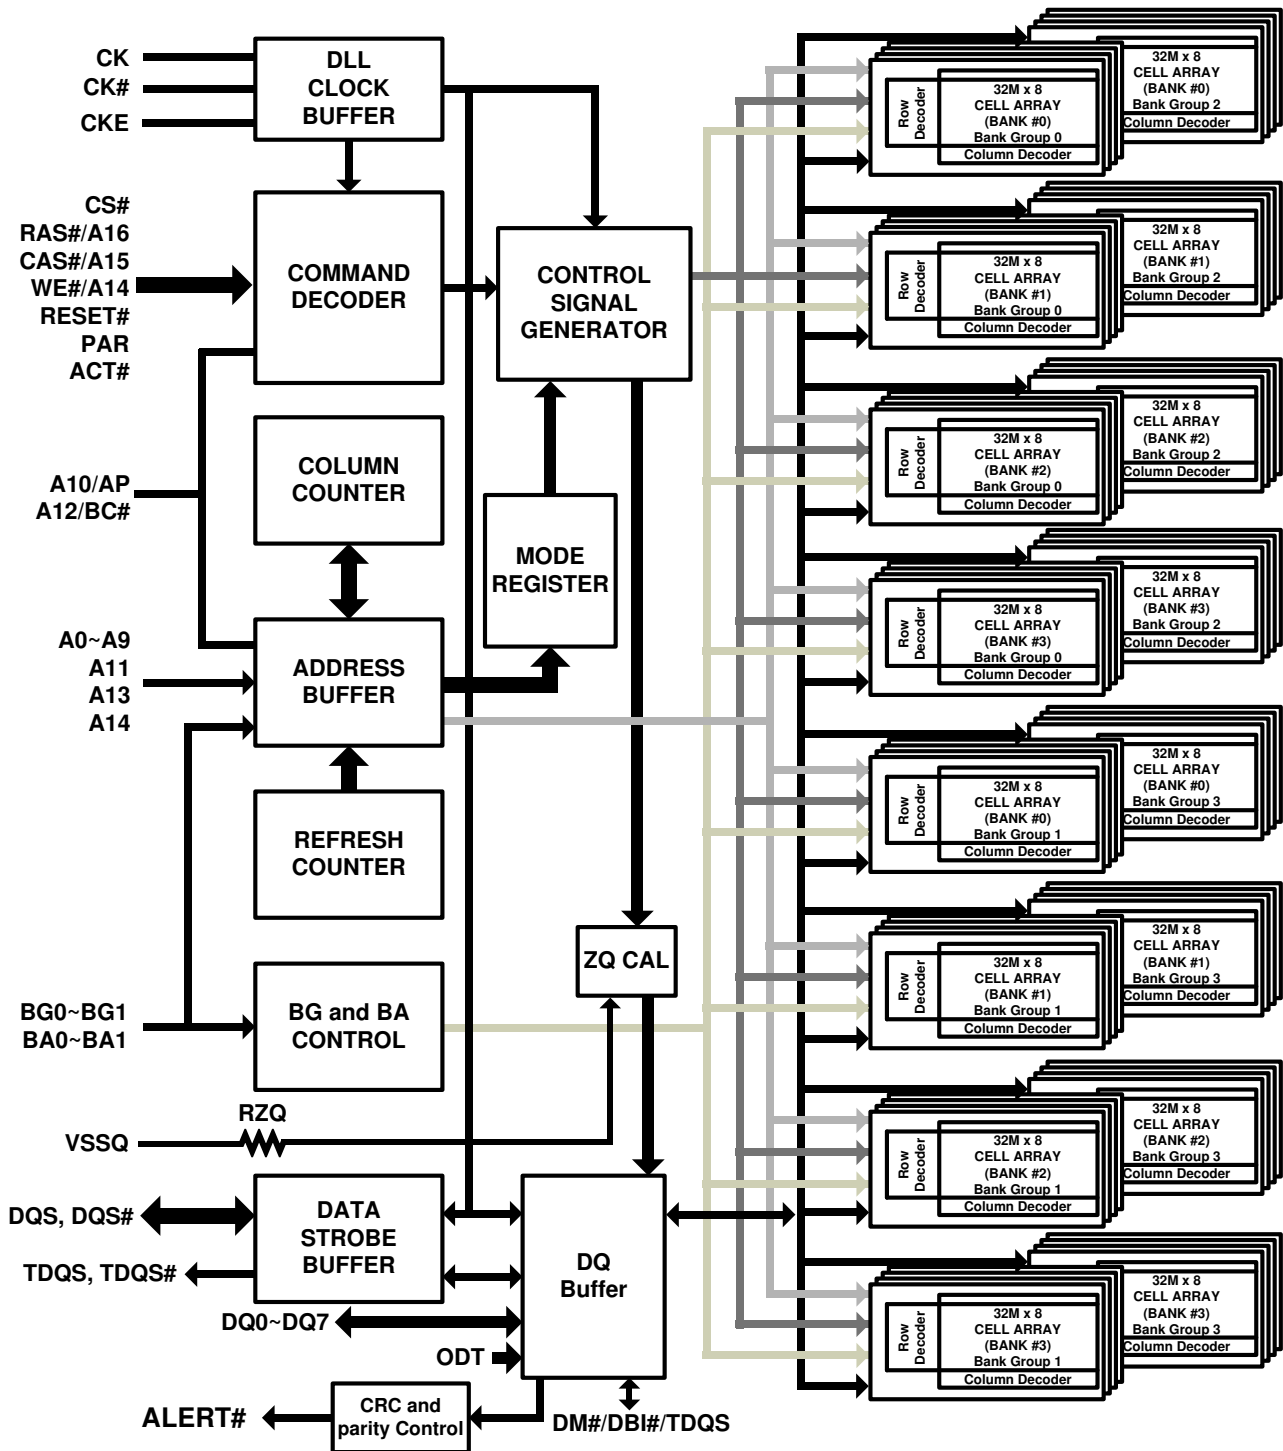 CK
CK#
CKE
DLL
CLOCK
BUFFER
CS#
RAS#/A16
CAS#/A15
WE#/A14
RESET#
PAR
ACT#
COMMAND
DECODER
CONTROL
SIGNAL
GENERATOR
A10/AP
A12/BC#
COLUMN
COUNTER
MODE
REGISTER
A0~A9
A11
A13
A14
ADDRESS
BUFFER
REFRESH
COUNTER
ZQ CAL
BG0~BG1
BA0~BA1
BG and BA
CONTROL
RZQ
VSSQ
DQS, DQS#
DATA
STROBE
BUFFER
TDQS, TDQS#
DQ
Buffer
DQ0~DQ7
ODT
ALERT#
CRC and
parity Control
DM#/DBI#/TDQS
32M x 8
CELL ARRAY
(BANK #0)
Bank Group 2
Column Decoder
Row
Decoder
32M x 8
CELL ARRAY
(BANK #0)
Bank Group 0
Column Decoder
32M x 8
CELL ARRAY
(BANK #1)
Bank Group 2
Column Decoder
Row
Decoder
32M x 8
CELL ARRAY
(BANK #1)
Bank Group 0
Column Decoder
32M x 8
CELL ARRAY
(BANK #2)
Bank Group 2
Column Decoder
Row
Decoder
32M x 8
CELL ARRAY
(BANK #2)
Bank Group 0
Column Decoder
32M x 8
CELL ARRAY
(BANK #3)
Bank Group 2
Column Decoder
Row
Decoder
32M x 8
CELL ARRAY
(BANK #3)
Bank Group 0
Column Decoder
32M x 8
CELL ARRAY
(BANK #0)
Bank Group 3
Column Decoder
Row
Decoder
32M x 8
CELL ARRAY
(BANK #0)
Bank Group 1
Column Decoder
32M x 8
CELL ARRAY
(BANK #1)
Bank Group 3
Column Decoder
Row
Decoder
32M x 8
CELL ARRAY
(BANK #1)
Bank Group 1
Column Decoder
32M x 8
CELL ARRAY
(BANK #2)
Bank Group 3
Column Decoder
Row
Decoder
32M x 8
CELL ARRAY
(BANK #2)
Bank Group 1
Column Decoder
32M x 8
CELL ARRAY
(BANK #3)
Bank Group 3
Column Decoder
Row
Decoder
32M x 8
CELL ARRAY
(BANK #3)
Bank Group 1
Column Decoder